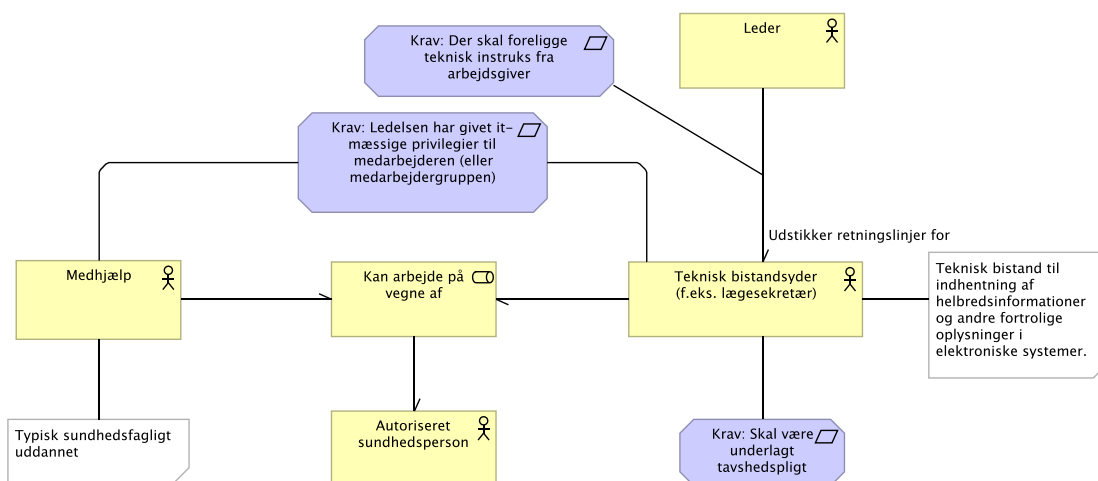 Leder
Krav: Der skal foreligge
teknisk instruks fra
arbejdsgiver
Krav: Ledelsen har givet it-
mæssige privilegier til
medarbejderen (eller
medarbejdergruppen)
Udstikker retningslinjer for
Medhjælp
Kan arbejde på
vegne af
Teknisk bistandsyder
(f.eks. lægesekretær)
Teknisk bistand til
indhentning af
helbredsinformationer
og andre fortrolige
oplysninger i
elektroniske systemer.
Typisk sundhedsfagligt
uddannet
Autoriseret
sundhedsperson
Krav: Skal være
underlagt
tavshedspligt